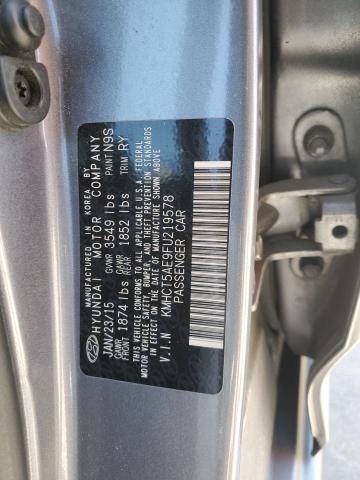 MANUFACTURED IN KOREA BY
HYUNDAI MOTOR COMPANY
JAN/23/15 GVWR 3549 lbs PAINT N9S
GAWR FRONT 1874 lbs GAWR REAR 1852 lbs TRIM RY
THIS VEHICLE CONFORMS TO ALL APPLICABLE U.S.A. FEDERAL
MOTOR VEHICLE SAFETY, BUMPER, AND THEFT PREVENTION STANDARDS
IN EFFECT ON THE DATE OF MANUFACTURE SHOWN ABOVE.
V.I.N
PASSENGER CAR